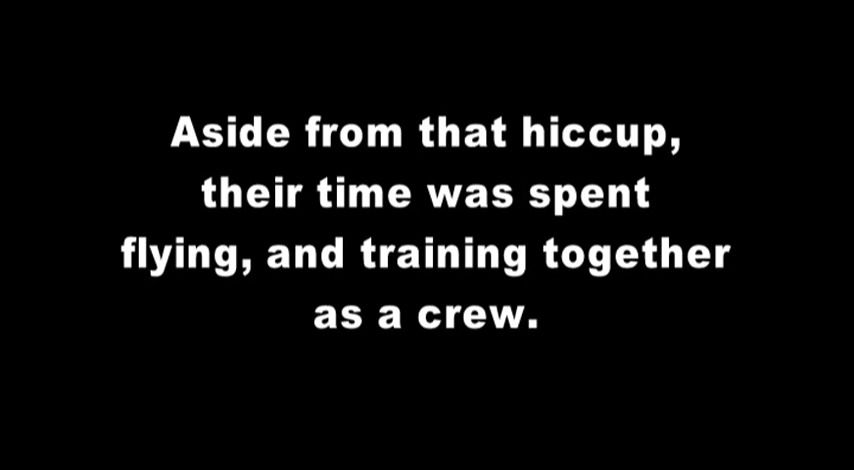 Aside from that hiccup,
their time was spent
flying, and training together
as a crew.